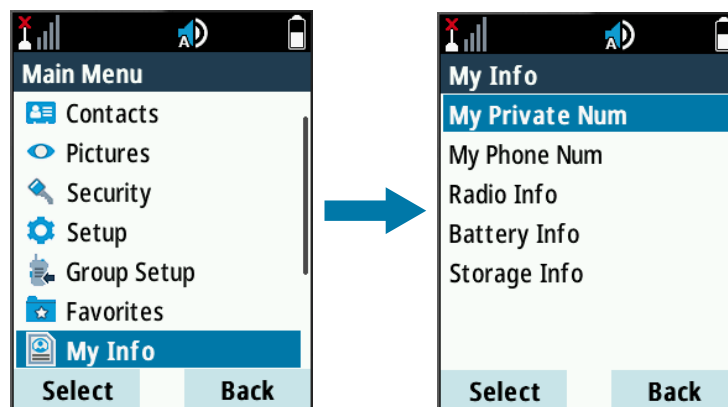 A
Main Menu
Contacts
Pictures
Security
Setup
Group Setup
Favorites
My Info
Select Back
A
My Info
My Private Num
My Phone Num
Radio Info
Battery Info
Storage Info
Select Back